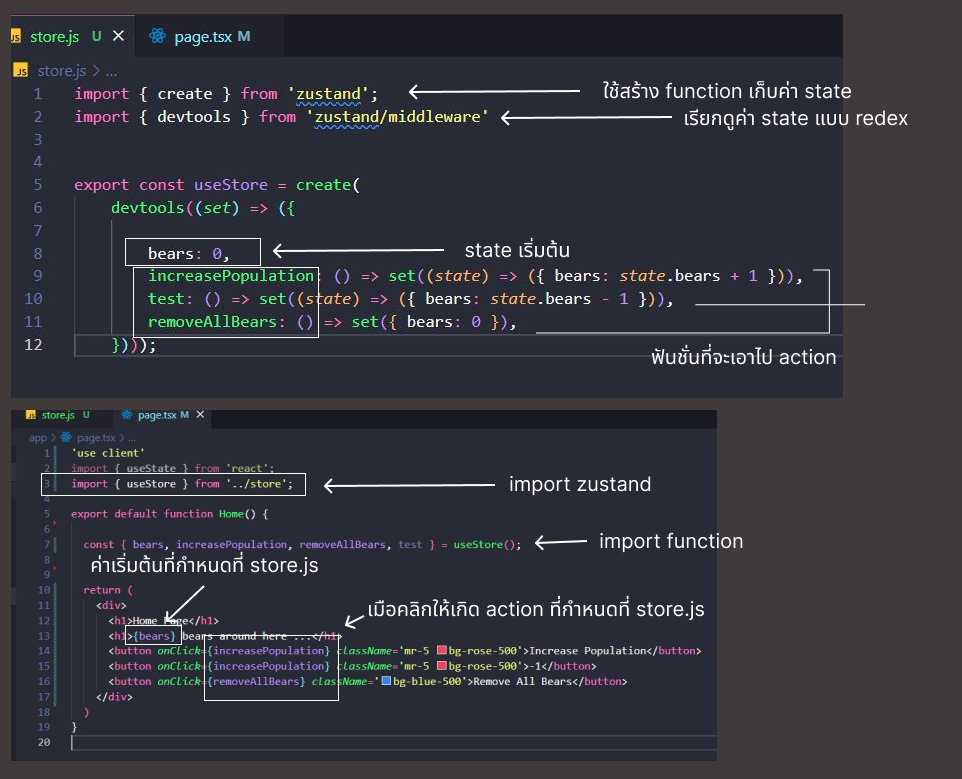 store.js U
page.tsx M
store.js > ...
1 import { create } from 'zustand';
ใช้สร้าง function เก็บค่า state
2 import { devtools } from 'zustand/middleware'
เรียกดูค่า state แบบ redex
3
4
5 export const useStore = create(
6 devtools((set) => ({
7
8 bears: 0,
state เริ่มต้น
9 increasePopulation: () => set((state) => ({ bears: state.bears + 1 })),
10 test: () => set((state) => ({ bears: state.bears - 1 })),
11 removeAllBears: () => set({ bears: 0 }),
12 })));
ฟันชั่นที่จะเอาไป action
store.js U
page.tsx M
app > page.tsx > ...
1 'use client'
2 import { useState } from 'react';
3 import { useStore } from '../store';
import zustand
4
5 export default function Home() {
6
7 const { bears, increasePopulation, removeAllBears, test } = useStore();
import function
8
ค่าเริ่มต้นที่กำหนดที่ store.js
9
10 return (
11 <div>
เมือคลิกให้เกิด action ที่กำหนดที่ store.js
12 <h1>Home Page</h1>
13 <h1>{bears} bears around here ...</h1>
14 <button onClick={increasePopulation} className='mr-5 bg-rose-500'>Increase Population</button>
15 <button onClick={increasePopulation} className='mr-5 bg-rose-500'>-1</button>
16 <button onClick={removeAllBears} className='bg-blue-500'>Remove All Bears</button>
17 </div>
18 )
19 }
20